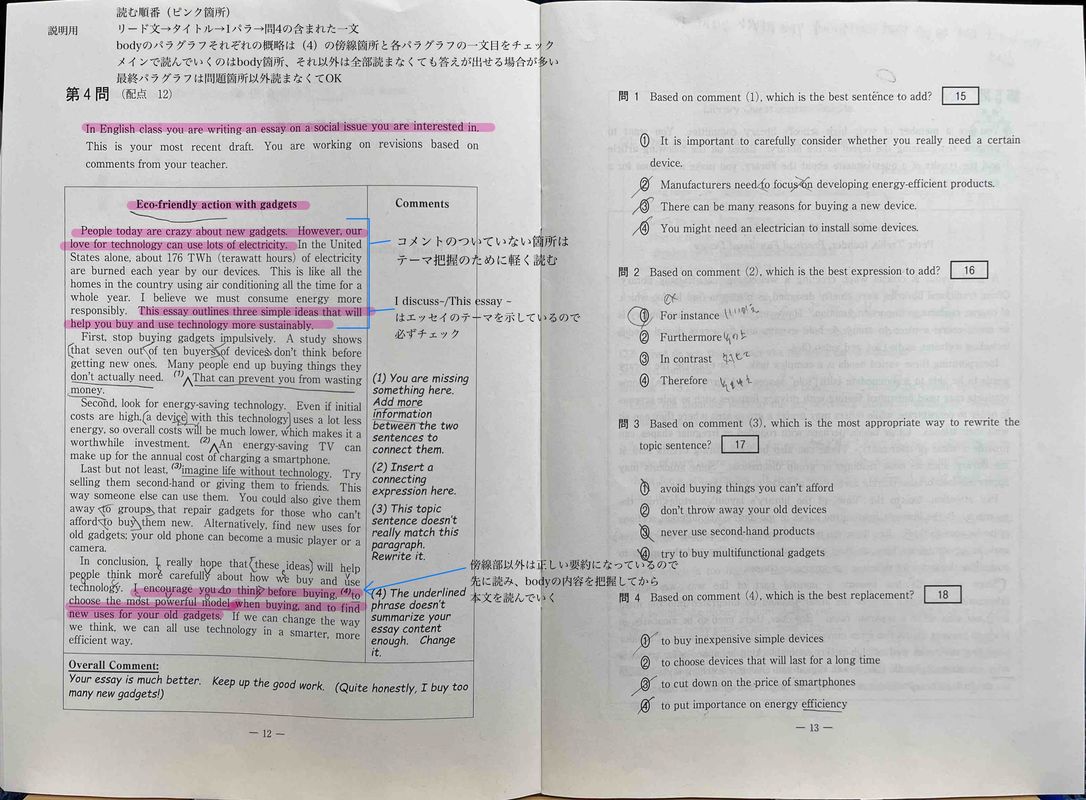 説明用
読む順番(ピンク箇所)
リード文→タイトル→1パラ→問4の含まれた一文
bodyのパラグラフそれぞれの概略は(4)の傍線箇所と各パラグラフの一文目をチェック
メインで読んでいくのはbody箇所、それ以外は全部読まなくても答えが出せる場合が多い
最終パラグラフは問題箇所以外読まなくてOK
第4問 (配点 12)
In English class you are writing an essay on a social issue you are interested in.
This is your most recent draft. You are working on revisions based on
comments from your teacher.
Eco-friendly action with gadgets
People today are crazy about new gadgets. However, our
love for technology can use lots of electricity. In the United
States alone, about 176 TWh (terawatt hours) of electricity
are burned each year by our devices. This is like all the
homes in the country using air conditioning all the time for a
whole year. I believe we must consume energy more
responsibly. This essay outlines three simple ideas that will
help you buy and use technology more sustainably.
First, stop buying gadgets impulsively. A study shows
that seven out of ten buyers of devices don't think before
getting new ones. Many people end up buying things they
don't actually need. (1)∧That can prevent you from wasting
money.
Second, look for energy-saving technology. Even if initial
costs are high, a device with this technology uses a lot less
energy, so overall costs will be much lower, which makes it a
worthwhile investment. (2)∧An energy-saving TV can
make up for the annual cost of charging a smartphone.
Last but not least, (3)imagine life without technology. Try
selling them second-hand or giving them to friends. This
way someone else can use them. You could also give them
away to groups that repair gadgets for those who can't
afford to buy them new. Alternatively, find new uses for
old gadgets; your old phone can become a music player or a
camera.
In conclusion, I really hope that these ideas will help
people think more carefully about how we buy and use
technology. I encourage you to think before buying, (4)to
choose the most powerful model when buying, and to find
new uses for your old gadgets. If we can change the way
we think, we can all use technology in a smarter, more
efficient way.
Comments
(1) You are missing
something here.
Add more
information
between the two
sentences to
connect them.
(2) Insert a
connecting
expression here.
(3) This topic
sentence doesn't
really match this
paragraph.
Rewrite it.
(4) The underlined
phrase doesn't
summarize your
essay content
enough. Change
it.
Overall Comment:
Your essay is much better. Keep up the good work. (Quite honestly, I buy too
many new gadgets!)
コメントのついていない箇所は
テーマ把握のために軽く読む
I discuss~/This essay ~
はエッセイのテーマを示しているので
必ずチェック
傍線部以外は正しい要約になっているので
先に読み、bodyの内容を把握してから
本文を読んでいく
— 12 —
問1 Based on comment (1), which is the best sentence to add? 15
① It is important to carefully consider whether you really need a certain
device.
② Manufacturers need to focus on developing energy-efficient products.
③ There can be many reasons for buying a new device.
④ You might need an electrician to install some devices.
問2 Based on comment (2), which is the best expression to add? 16
① For instance
② Furthermore
③ In contrast
④ Therefore
問3 Based on comment (3), which is the most appropriate way to rewrite the
topic sentence? 17
① avoid buying things you can't afford
② don't throw away your old devices
③ never use second-hand products
④ try to buy multifunctional gadgets
問4 Based on comment (4), which is the best replacement? 18
① to buy inexpensive simple devices
② to choose devices that will last for a long time
③ to cut down on the price of smartphones
④ to put importance on energy efficiency
— 13 —